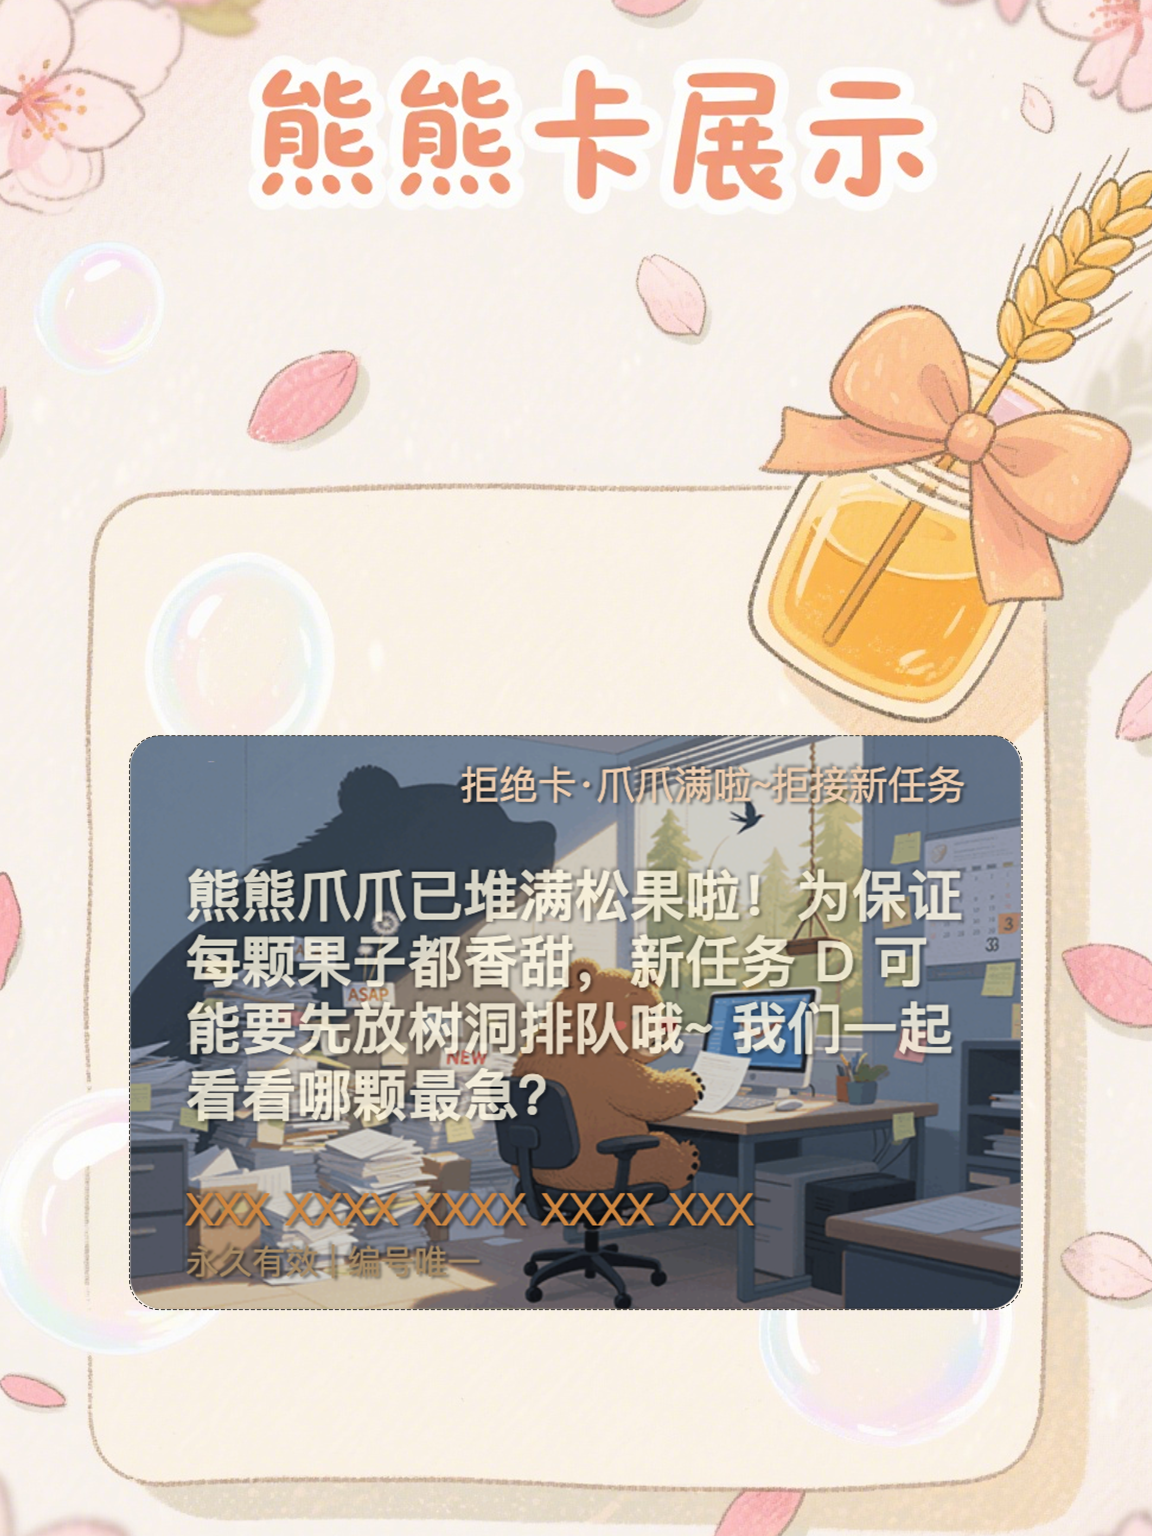 熊熊卡展示
拒绝卡·爪爪满啦~拒接新任务
熊熊爪爪已堆满松果啦！为保证
每颗果子都香甜，新任务 D 可
能要先放树洞排队哦~ 我们一起
看看哪颗最急？
ASAP
NEW
3
33
XXX XXXX XXXX XXXX XXX
永久有效｜编号唯一